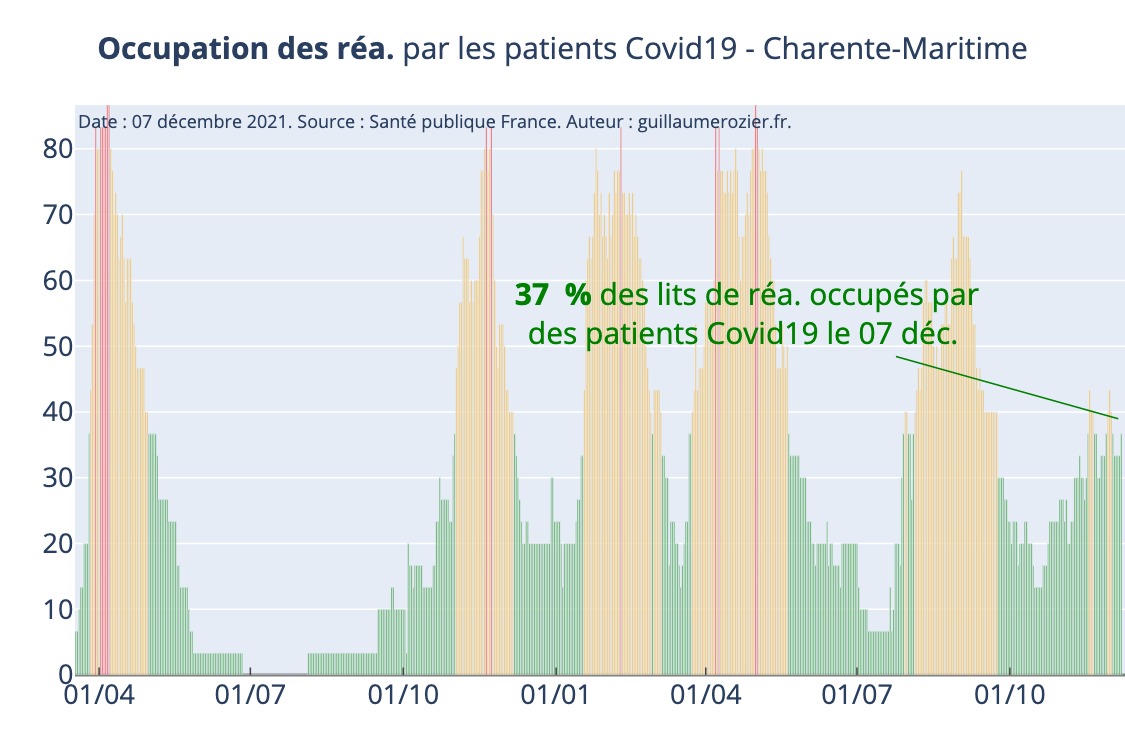 Occupation des réa. par les patients Covid19 - Charente-Maritime
Date : 07 décembre 2021. Source : Santé publique France. Auteur : guillaumerozier.fr.
80
70
60
37 % des lits de réa. occupés par
des patients Covid19 le 07 déc.
50
40
30
20
10
0
01/04 01/07 01/10 01/01 01/04 01/07 01/10